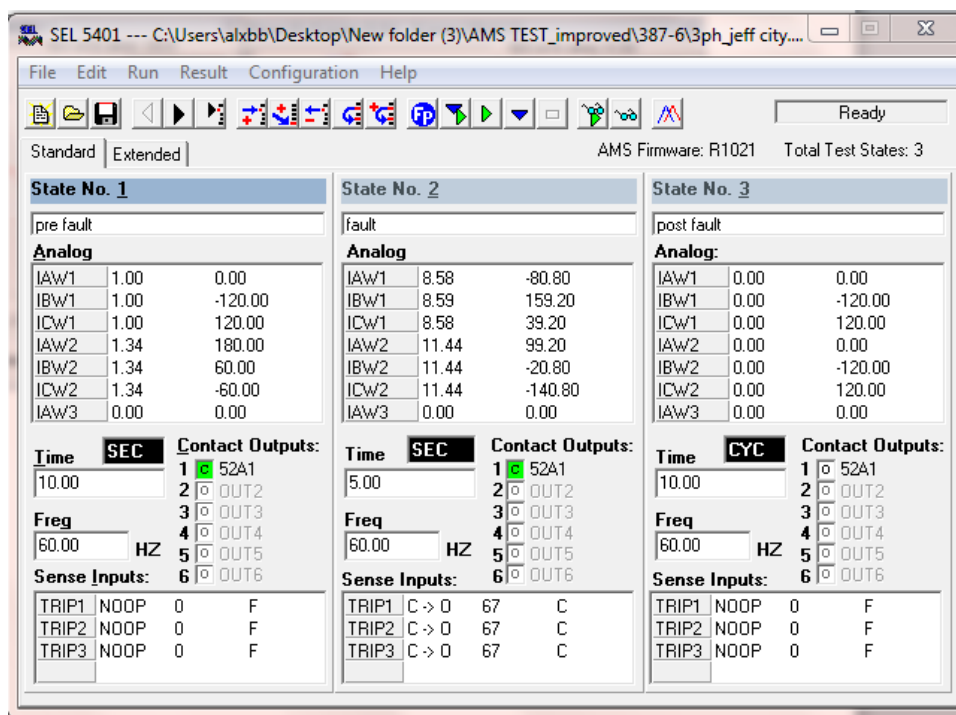 SEL 5401 --- C:\Users\alxbb\Desktop\New folder (3)\AMS TEST_improved\387-6\3ph_jeff city....
File Edit Run Result Configuration Help
FP Ready
Standard Extended AMS Firmware: R1021 Total Test States: 3
State No. 1
pre fault
Analog
IAW1 1.00 0.00
IBW1 1.00 -120.00
ICW1 1.00 120.00
IAW2 1.34 180.00
IBW2 1.34 60.00
ICW2 1.34 -60.00
IAW3 0.00 0.00
Time SEC
10.00
Freq
60.00 HZ
Contact Outputs:
1 C 52A1
2 O OUT2
3 O OUT3
4 O OUT4
5 O OUT5
6 O OUT6
Sense Inputs:
TRIP1 NOOP 0 F
TRIP2 NOOP 0 F
TRIP3 NOOP 0 F
State No. 2
fault
Analog
IAW1 8.58 -80.80
IBW1 8.59 159.20
ICW1 8.58 39.20
IAW2 11.44 99.20
IBW2 11.44 -20.80
ICW2 11.44 -140.80
IAW3 0.00 0.00
Time SEC
5.00
Freq
60.00 HZ
Contact Outputs:
1 C 52A1
2 O OUT2
3 O OUT3
4 O OUT4
5 O OUT5
6 O OUT6
Sense Inputs:
TRIP1 C -> O 67 C
TRIP2 C -> O 67 C
TRIP3 C -> O 67 C
State No. 3
post fault
Analog:
IAW1 0.00 0.00
IBW1 0.00 -120.00
ICW1 0.00 120.00
IAW2 0.00 0.00
IBW2 0.00 -120.00
ICW2 0.00 120.00
IAW3 0.00 0.00
Time CYC
10.00
Freq
60.00 HZ
Contact Outputs:
1 O 52A1
2 O OUT2
3 O OUT3
4 O OUT4
5 O OUT5
6 O OUT6
Sense Inputs:
TRIP1 NOOP 0 F
TRIP2 NOOP 0 F
TRIP3 NOOP 0 F